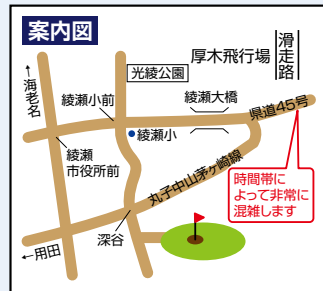 案内図
厚木飛行場
滑走路
光綾公園
←海老名
綾瀬小前
綾瀬大橋
県道45号
綾瀬小
綾瀬
市役所前
丸子中山茅ヶ崎線
時間帯に
よって非常に
混雑します
深谷
←用田